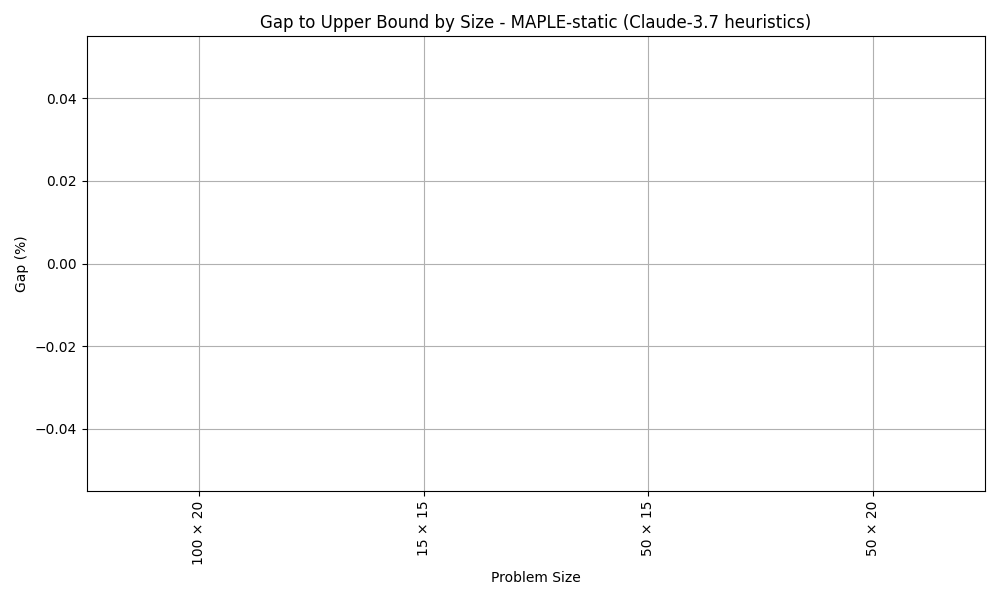 Gap to Upper Bound by Size - MAPLE-static (Claude-3.7 heuristics)
0.04
0.02
0.00
−0.02
−0.04
Gap (%)
100 × 20
15 × 15
50 × 15
50 × 20
Problem Size